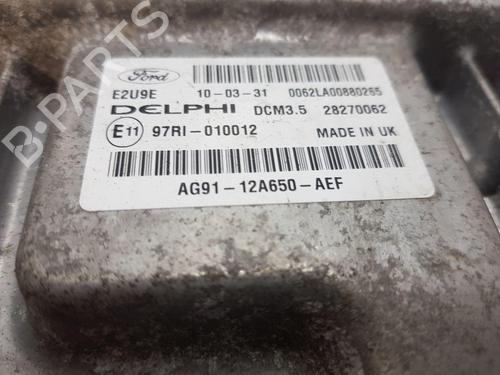 Ford
E2U9E 10-03-31 0062LA00880265
DELPHI DCM3.5 28270062
E11 97RI-010012 MADE IN UK
AG91-12A650-AEF
B-PARTS